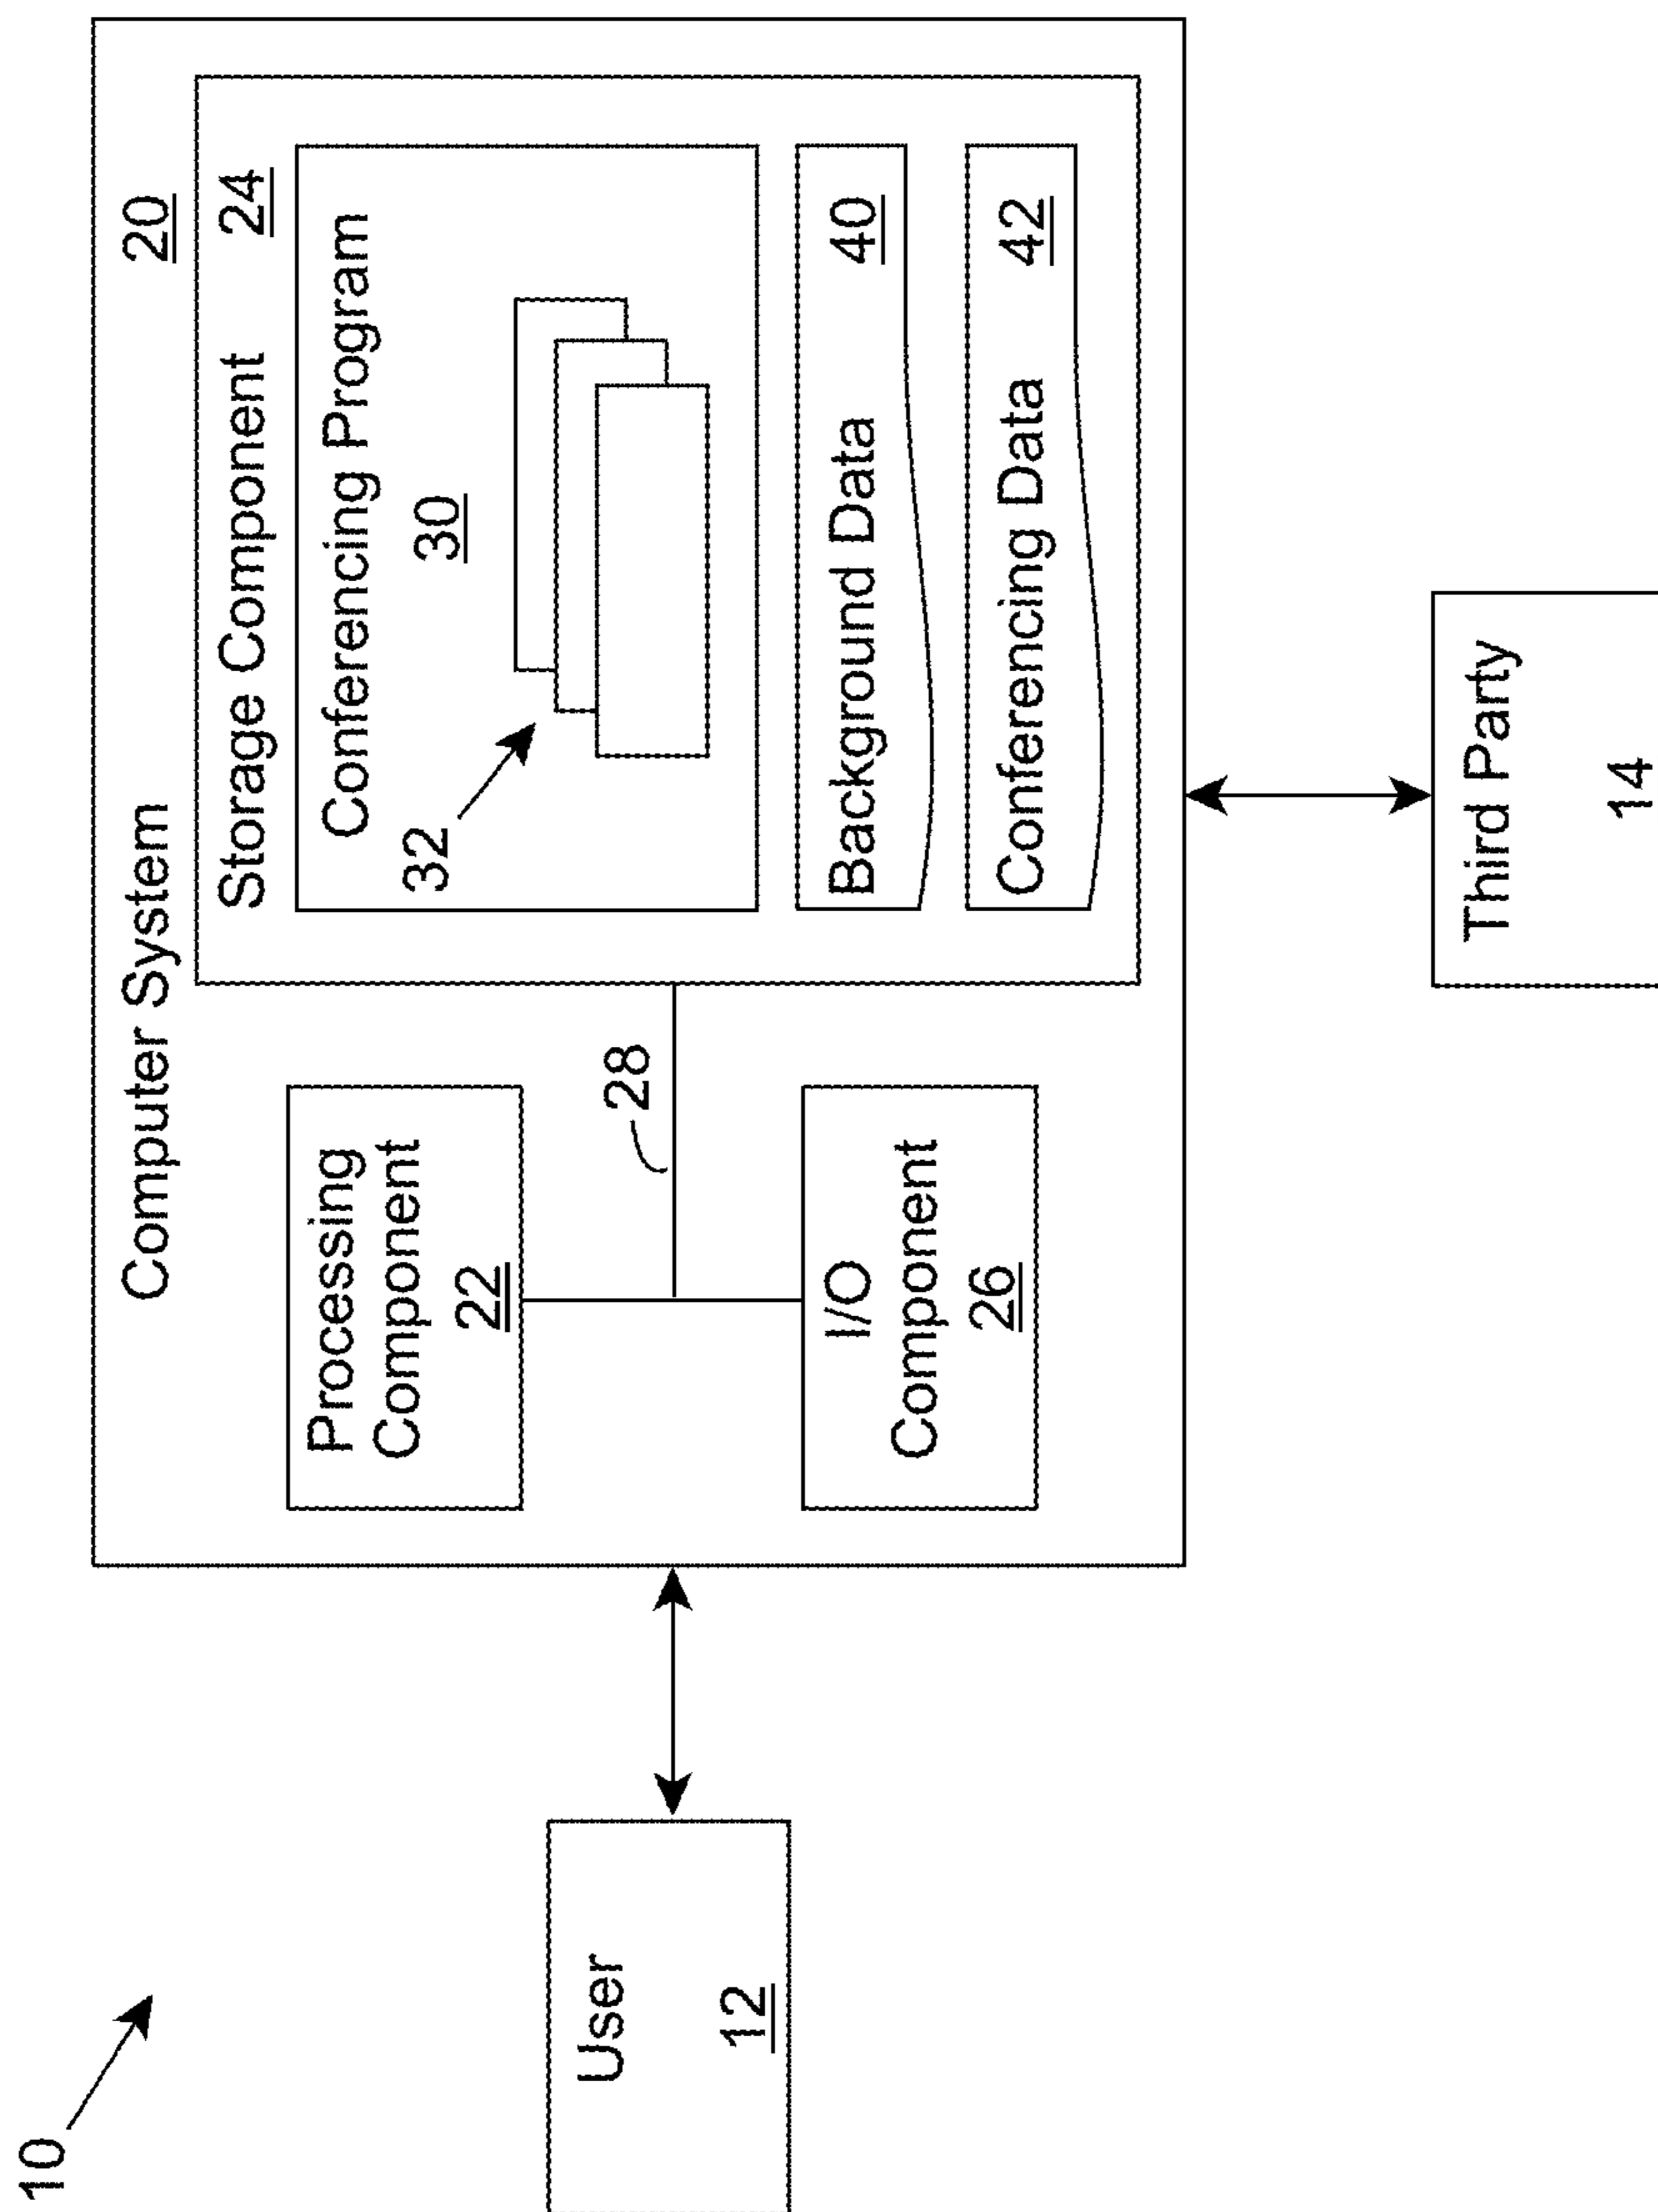 10
Computer System
20
Storage Component 24
Conferencing Program
30
32
Processing
Component
22
28
Background Data 40
I/O
Component
26
Conferencing Data 42
User
12
Third Party
14